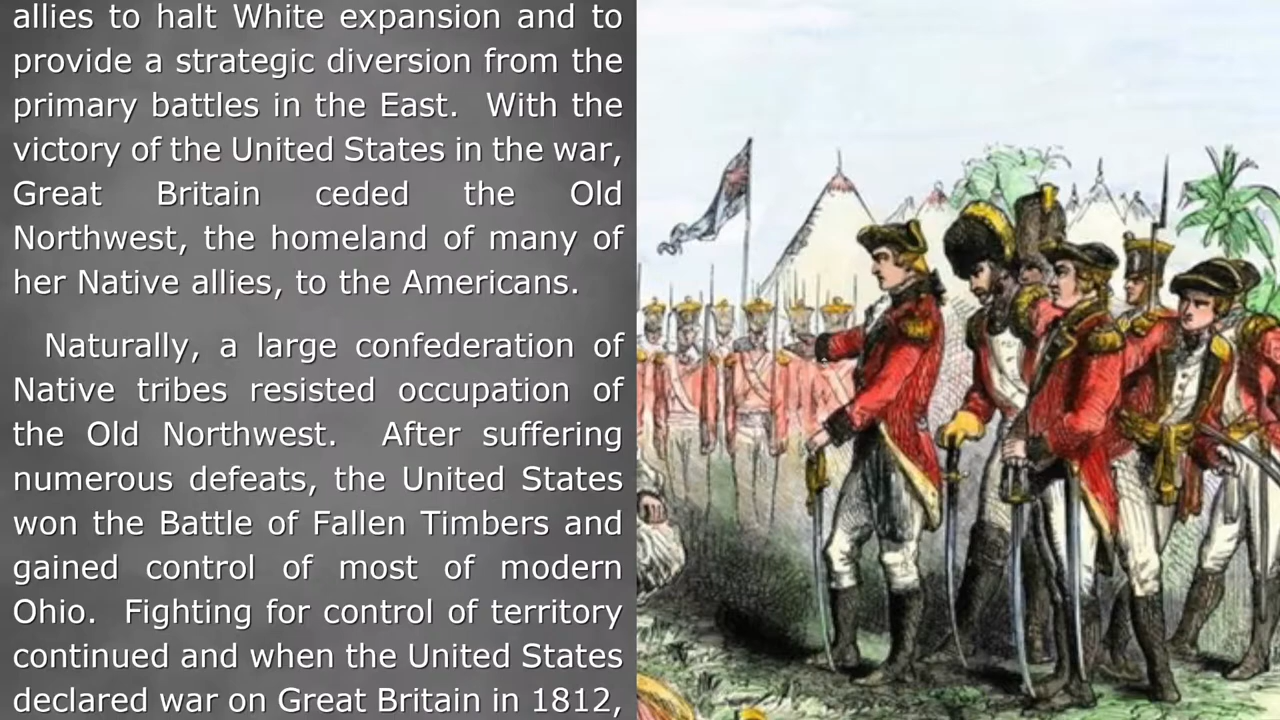 allies to halt White expansion and to
provide a strategic diversion from the
primary battles in the East.  With the
victory of the United States in the war,
Great Britain ceded the Old
Northwest, the homeland of many of
her Native allies, to the Americans.
Naturally, a large confederation of
Native tribes resisted occupation of
the Old Northwest.  After suffering
numerous defeats, the United States
won the Battle of Fallen Timbers and
gained control of most of modern
Ohio.  Fighting for control of territory
continued and when the United States
declared war on Great Britain in 1812,